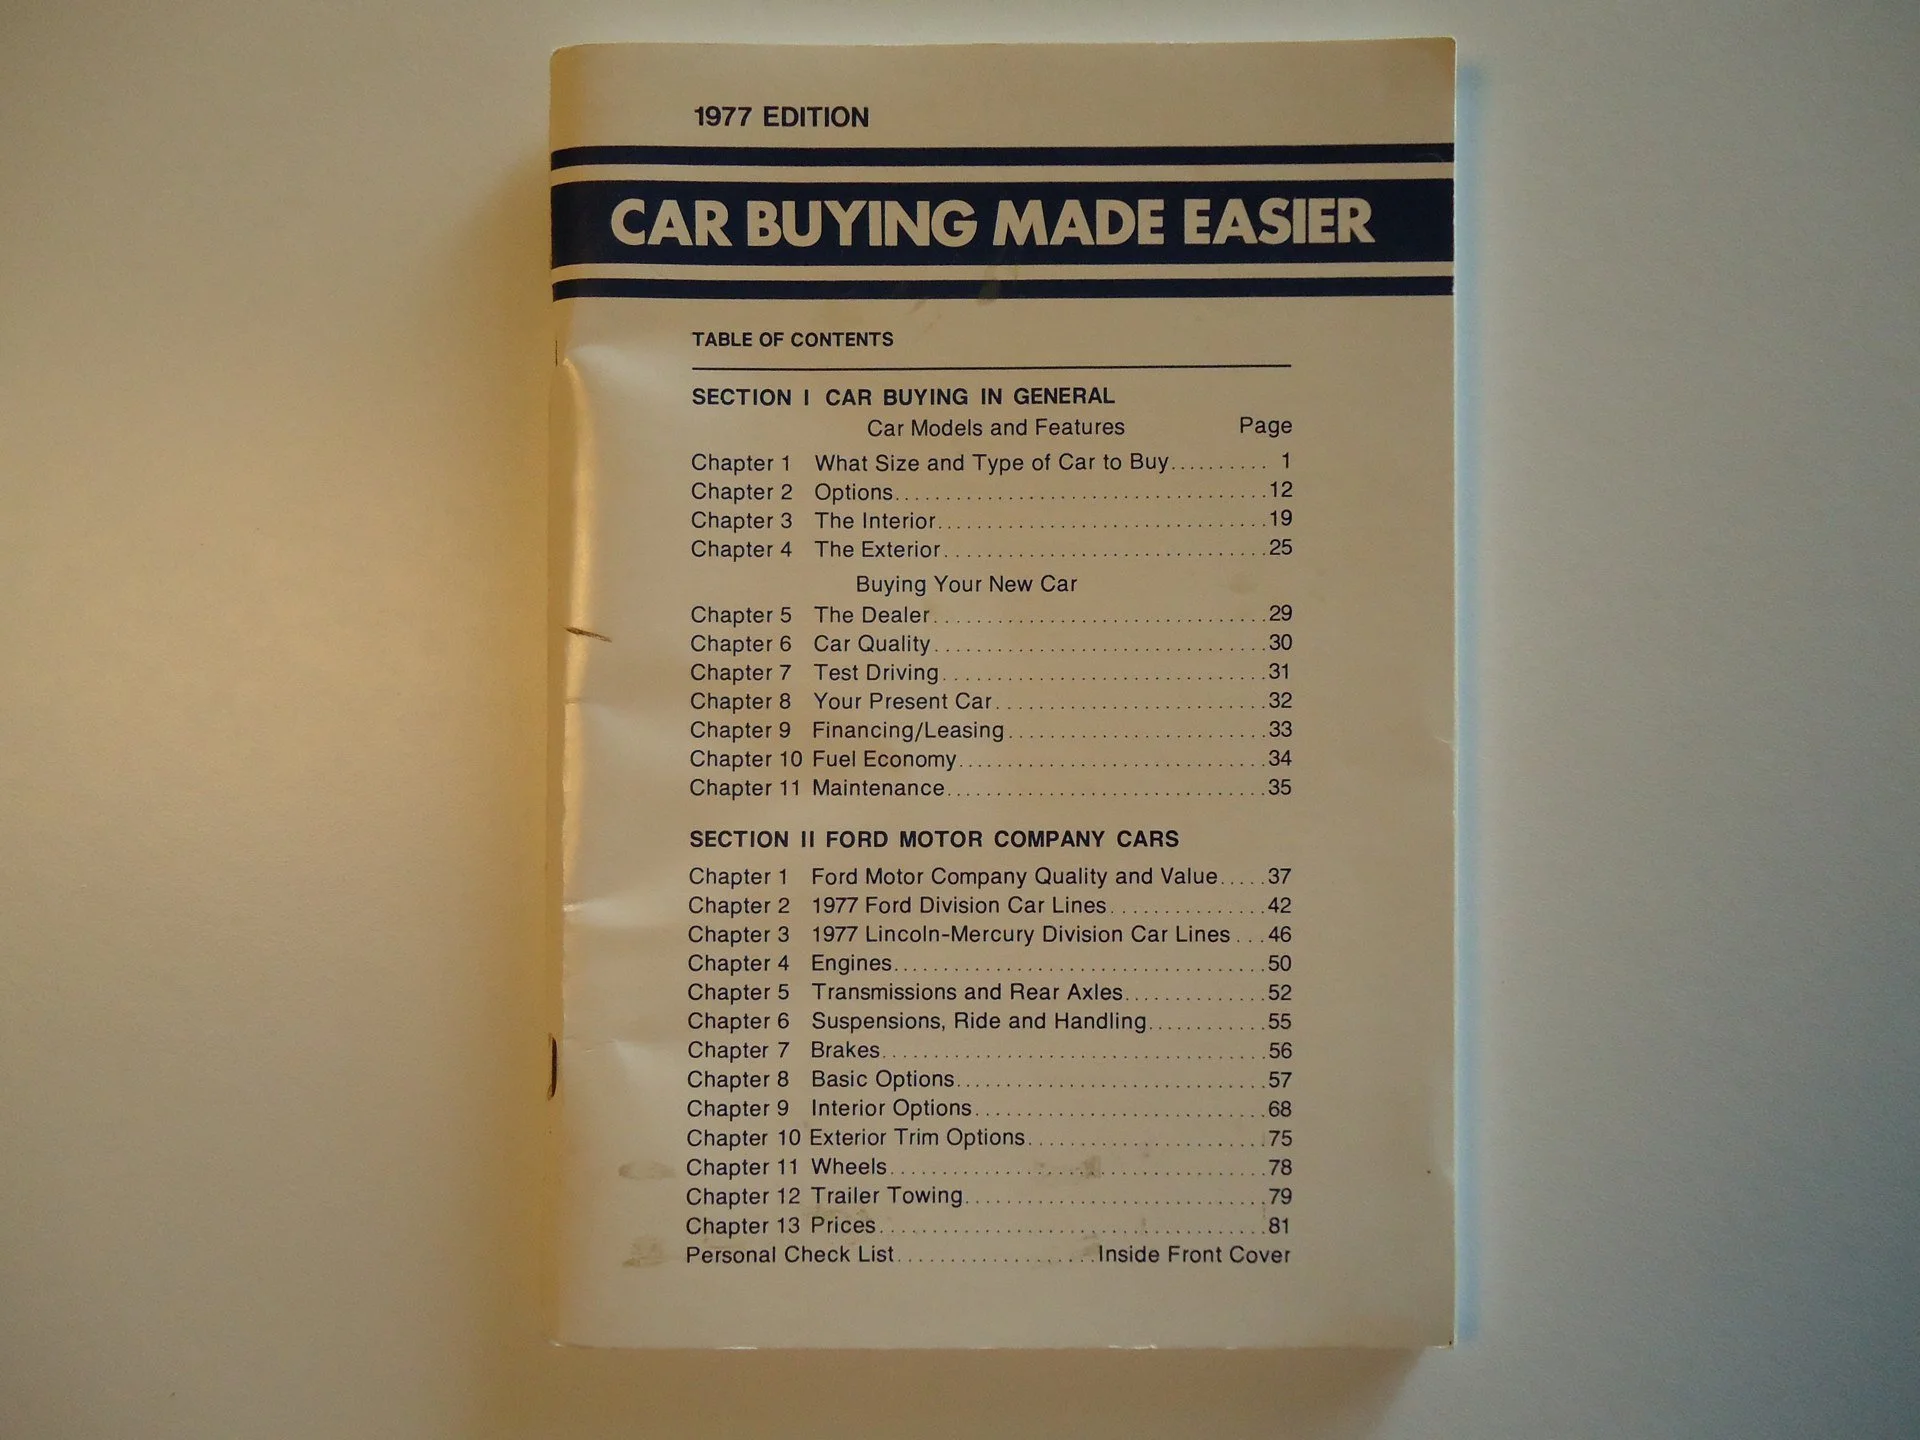 1977 EDITION
CAR BUYING MADE EASIER
TABLE OF CONTENTS
SECTION I CAR BUYING IN GENERAL
Car Models and Features Page
Chapter 1 What Size and Type of Car to Buy.......... 1
Chapter 2 Options......................................12
Chapter 3 The Interior.................................19
Chapter 4 The Exterior.................................25
Buying Your New Car
Chapter 5 The Dealer..................................29
Chapter 6 Car Quality..................................30
Chapter 7 Test Driving.................................31
Chapter 8 Your Present Car............................32
Chapter 9 Financing/Leasing..........................33
Chapter 10 Fuel Economy...............................34
Chapter 11 Maintenance................................35
SECTION II FORD MOTOR COMPANY CARS
Chapter 1 Ford Motor Company Quality and Value.....37
Chapter 2 1977 Ford Division Car Lines................42
Chapter 3 1977 Lincoln-Mercury Division Car Lines...46
Chapter 4 Engines......................................50
Chapter 5 Transmissions and Rear Axles..............52
Chapter 6 Suspensions, Ride and Handling............55
Chapter 7 Brakes.......................................56
Chapter 8 Basic Options...............................57
Chapter 9 Interior Options..............................68
Chapter 10 Exterior Trim Options........................75
Chapter 11 Wheels......................................78
Chapter 12 Trailer Towing...............................79
Chapter 13 Prices.......................................81
Personal Check List....................Inside Front Cover